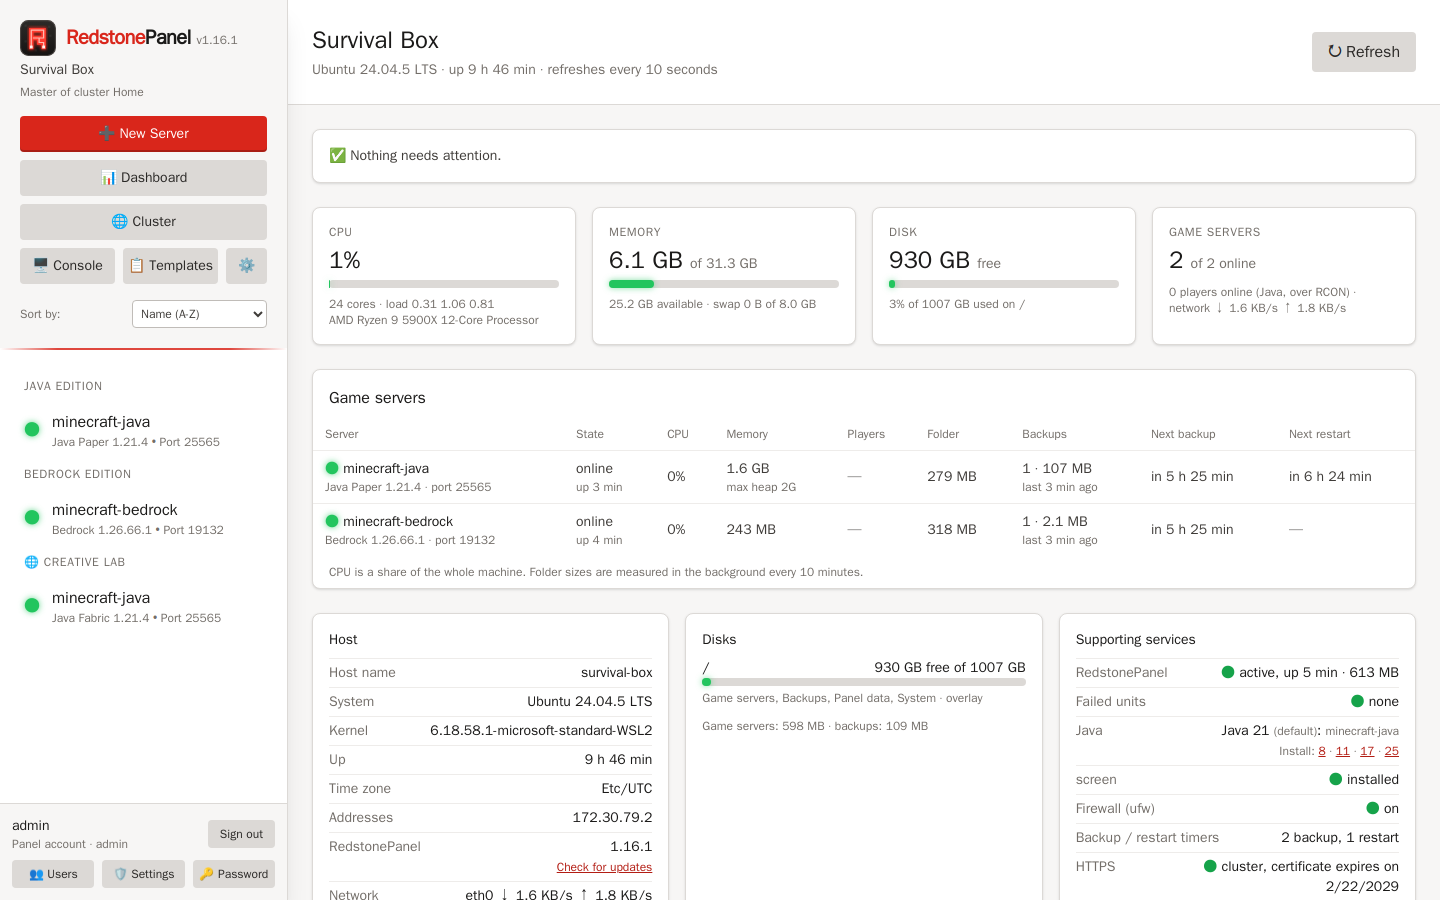 RedstonePanel v1.16.1
Survival Box
Master of cluster Home
➕ New Server
📊 Dashboard
🌐 Cluster
🖥️ Console
📋 Templates
⚙️
Sort by:
Name (A-Z)
JAVA EDITION
minecraft-java
Java Paper 1.21.4 • Port 25565
BEDROCK EDITION
minecraft-bedrock
Bedrock 1.26.66.1 • Port 19132
🌐 CREATIVE LAB
minecraft-java
Java Fabric 1.21.4 • Port 25565
admin
Panel account · admin
Sign out
👥 Users
🛡️ Settings
🔑 Password
Survival Box
Ubuntu 24.04.5 LTS · up 9 h 46 min · refreshes every 10 seconds
↻ Refresh
✅ Nothing needs attention.
CPU
1%
24 cores · load 0.31 1.06 0.81
AMD Ryzen 9 5900X 12-Core Processor
MEMORY
6.1 GB of 31.3 GB
25.2 GB available · swap 0 B of 8.0 GB
DISK
930 GB free
3% of 1007 GB used on /
GAME SERVERS
2 of 2 online
0 players online (Java, over RCON) ·
network ↓ 1.6 KB/s ↑ 1.8 KB/s
Game servers
Server State CPU Memory Players Folder Backups Next backup Next restart
minecraft-java online 0% 1.6 GB — 279 MB 1 · 107 MB in 5 h 25 min in 6 h 24 min
Java Paper 1.21.4 · port 25565 up 3 min max heap 2G last 3 min ago
minecraft-bedrock online 0% 243 MB — 318 MB 1 · 2.1 MB in 5 h 25 min —
Bedrock 1.26.66.1 · port 19132 up 4 min last 3 min ago
CPU is a share of the whole machine. Folder sizes are measured in the background every 10 minutes.
Host
Host name survival-box
System Ubuntu 24.04.5 LTS
Kernel 6.18.58.1-microsoft-standard-WSL2
Up 9 h 46 min
Time zone Etc/UTC
Addresses 172.30.79.2
RedstonePanel 1.16.1
Check for updates
Network eth0 ↓ 1.6 KB/s ↑ 1.8 KB/s
Disks
/ 930 GB free of 1007 GB
Game servers, Backups, Panel data, System · overlay
Game servers: 598 MB · backups: 109 MB
Supporting services
RedstonePanel active, up 5 min · 613 MB
Failed units none
Java Java 21 (default): minecraft-java
Install: 8 · 11 · 17 · 25
screen installed
Firewall (ufw) on
Backup / restart timers 2 backup, 1 restart
HTTPS cluster, certificate expires on
2/22/2029